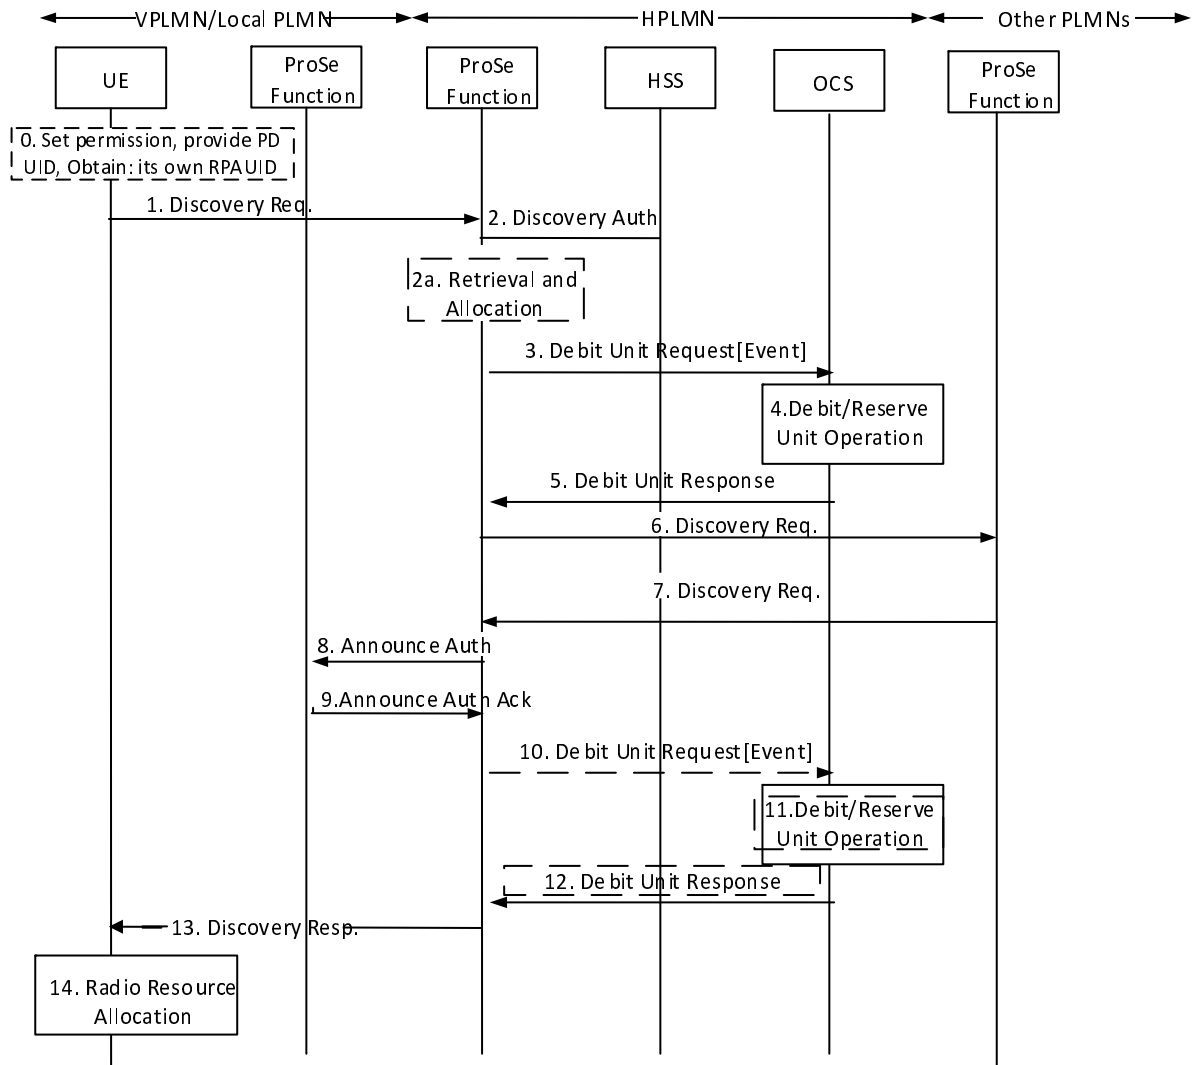 VPLMN/Local PLMN
HPLMN
Other PLMNs
UE
ProSe
Function
ProSe
Function
HSS
OCS
ProSe
Function
0. Set permission, provide PD
UID, Obtain: its own RPAUID
1. Discovery Req.
2. Discovery Auth
2a. Retrieval and
Allocation
3. Debit Unit Request[Event]
4.Debit/Reserve
Unit Operation
5. Debit Unit Response
6. Discovery Req.
7. Discovery Req.
8. Announce Auth
9.Announce Auth Ack
10. Debit Unit Request[Event]
11.Debit/Reserve
Unit Operation
12. Debit Unit Response
13. Discovery Resp.
14. Radio Resource
Allocation